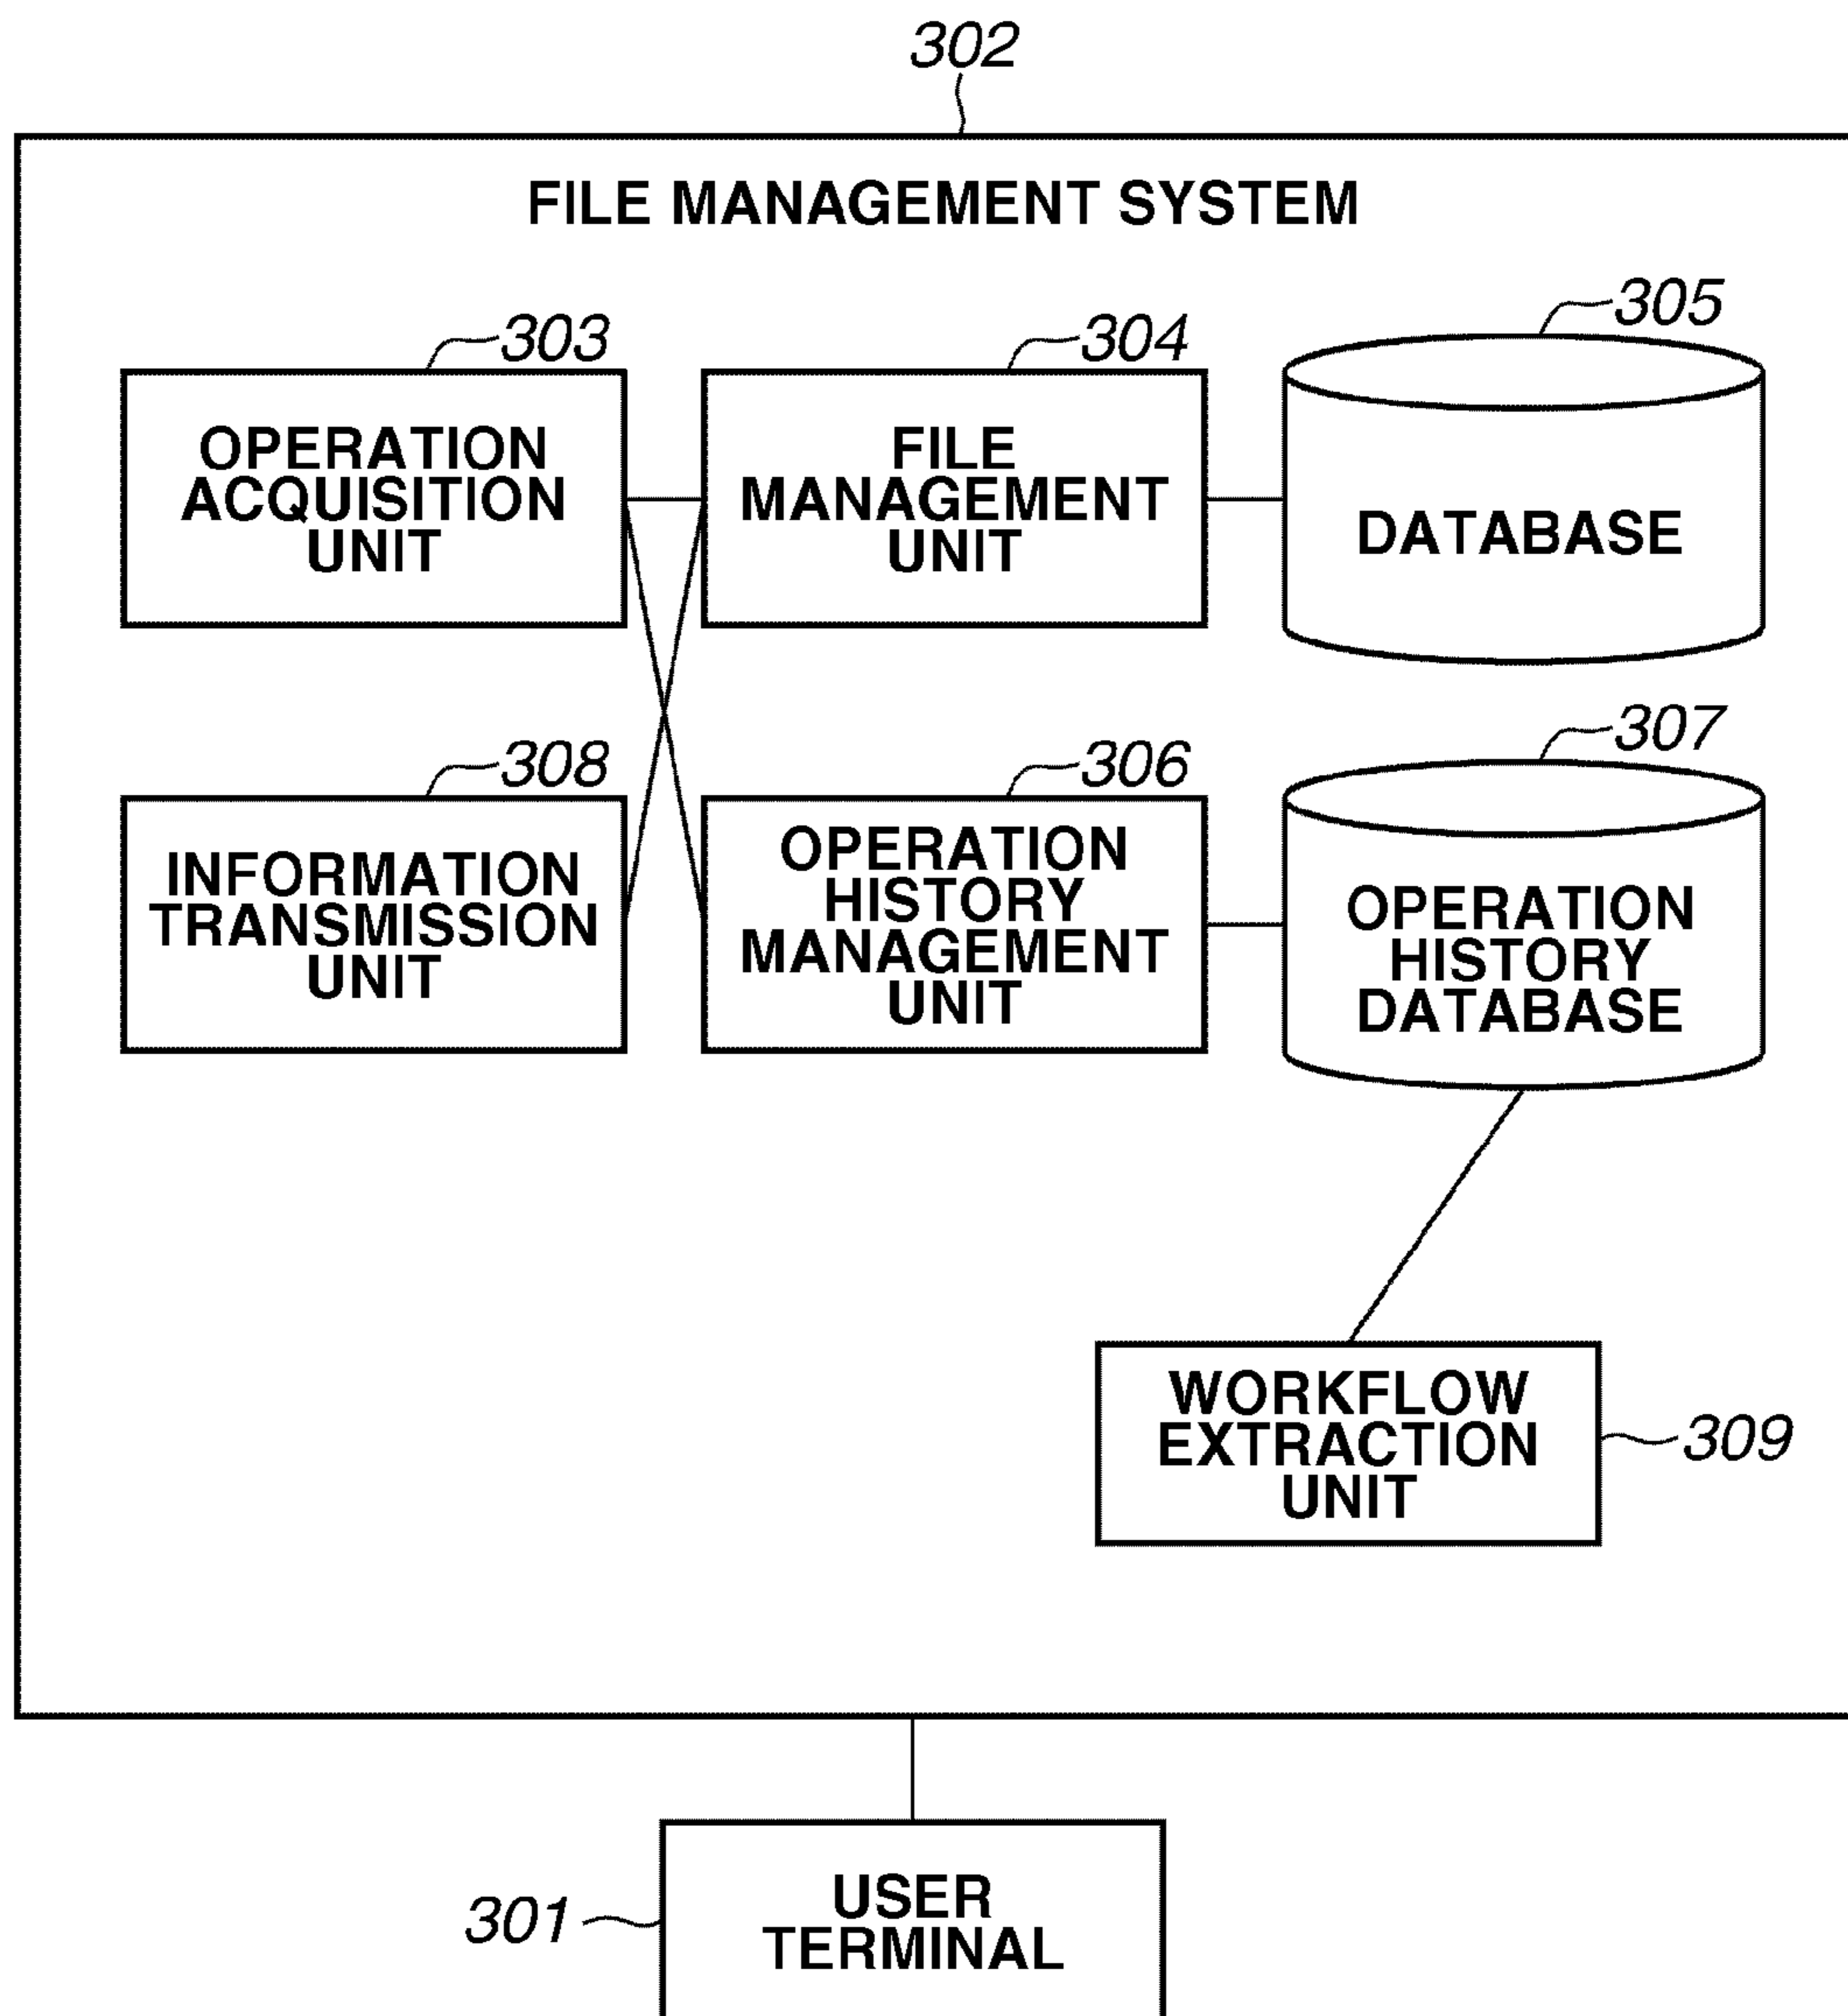 302
FILE MANAGEMENT SYSTEM
303
OPERATION
ACQUISITION
UNIT
304
FILE
MANAGEMENT
UNIT
305
DATABASE
308
INFORMATION
TRANSMISSION
UNIT
306
OPERATION
HISTORY
MANAGEMENT
UNIT
307
OPERATION
HISTORY
DATABASE
WORKFLOW
EXTRACTION
UNIT
309
301
USER
TERMINAL